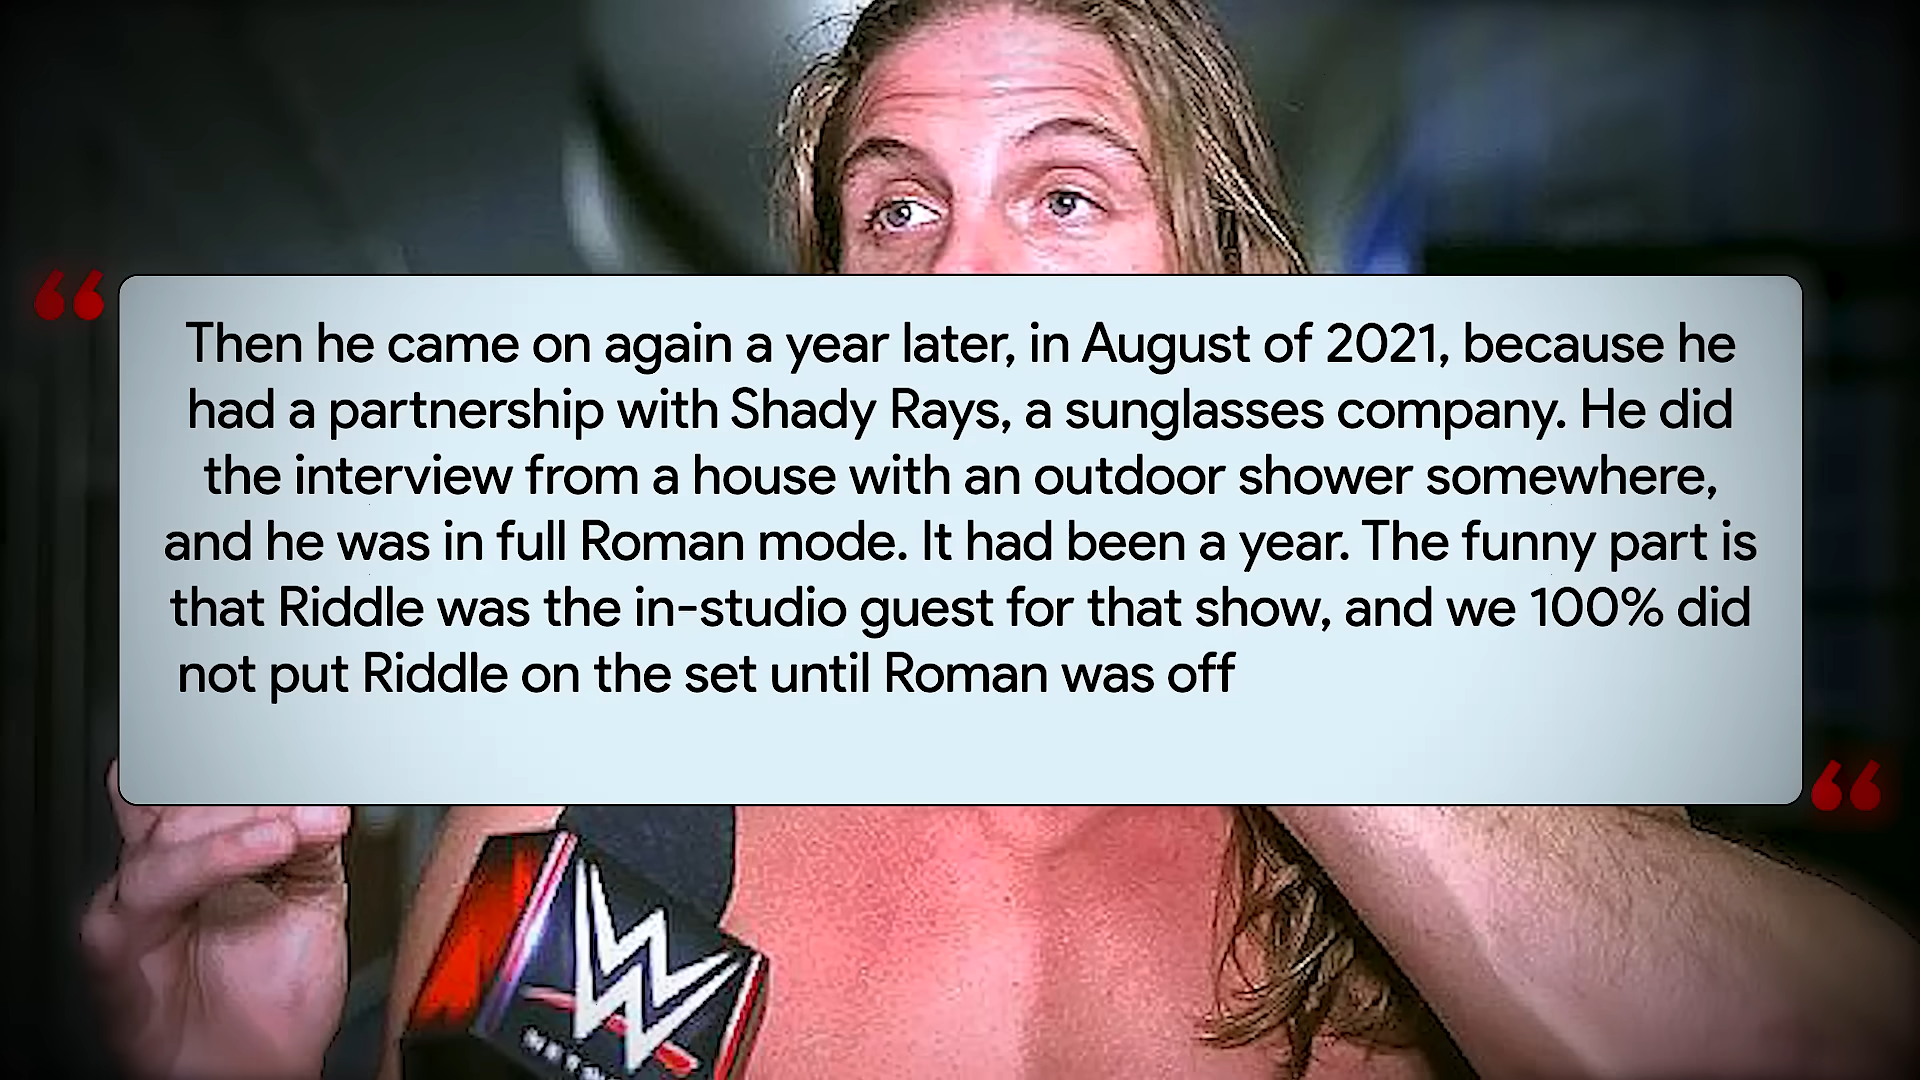 “
Then he came on again a year later, in August of 2021, because he
had a partnership with Shady Rays, a sunglasses company. He did
the interview from a house with an outdoor shower somewhere,
and he was in full Roman mode. It had been a year. The funny part is
that Riddle was the in-studio guest for that show, and we 100% did
not put Riddle on the set until Roman was off
“
W